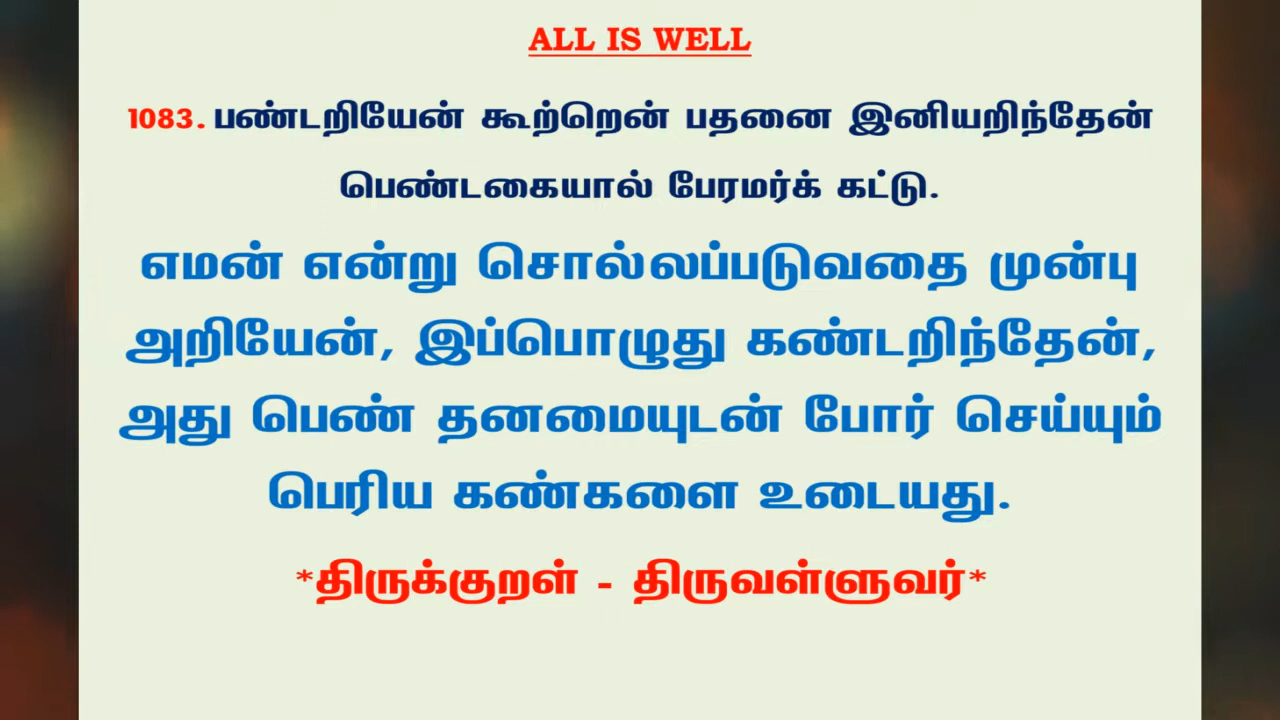 ALL IS WELL
1083. பண்டறியேன் கூற்றென் பதனை இனியறிந்தேன்
பெண்டகையால் பேரமர்க் கட்டு.
எமன் என்று சொல்லப்படுவதை முன்பு
அறியேன், இப்பொழுது கண்டறிந்தேன்,
அது பெண் தனமையுடன் போர் செய்யும்
பெரிய கண்களை உடையது.
*திருக்குறள் - திருவள்ளுவர்*